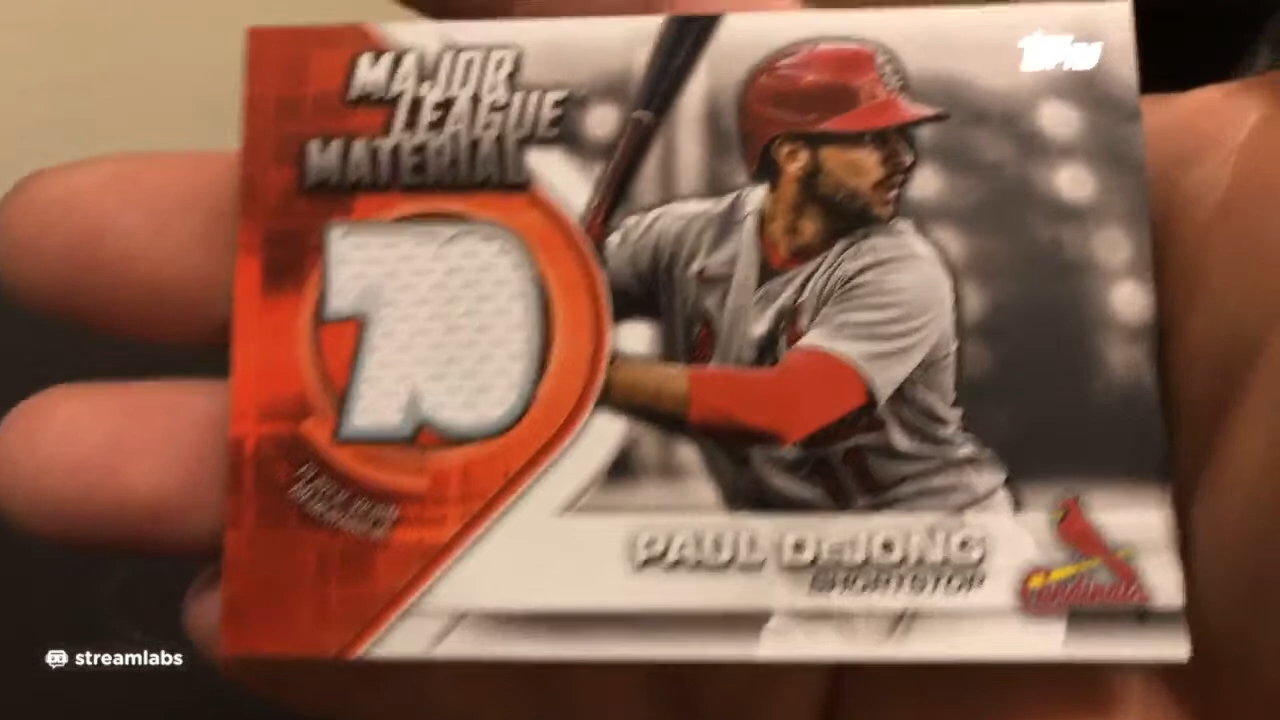 MAJOR
LEAGUE
MATERIAL
TOPPS
PAUL DeJONG
SHORTSTOP
Cardinals
streamlabs